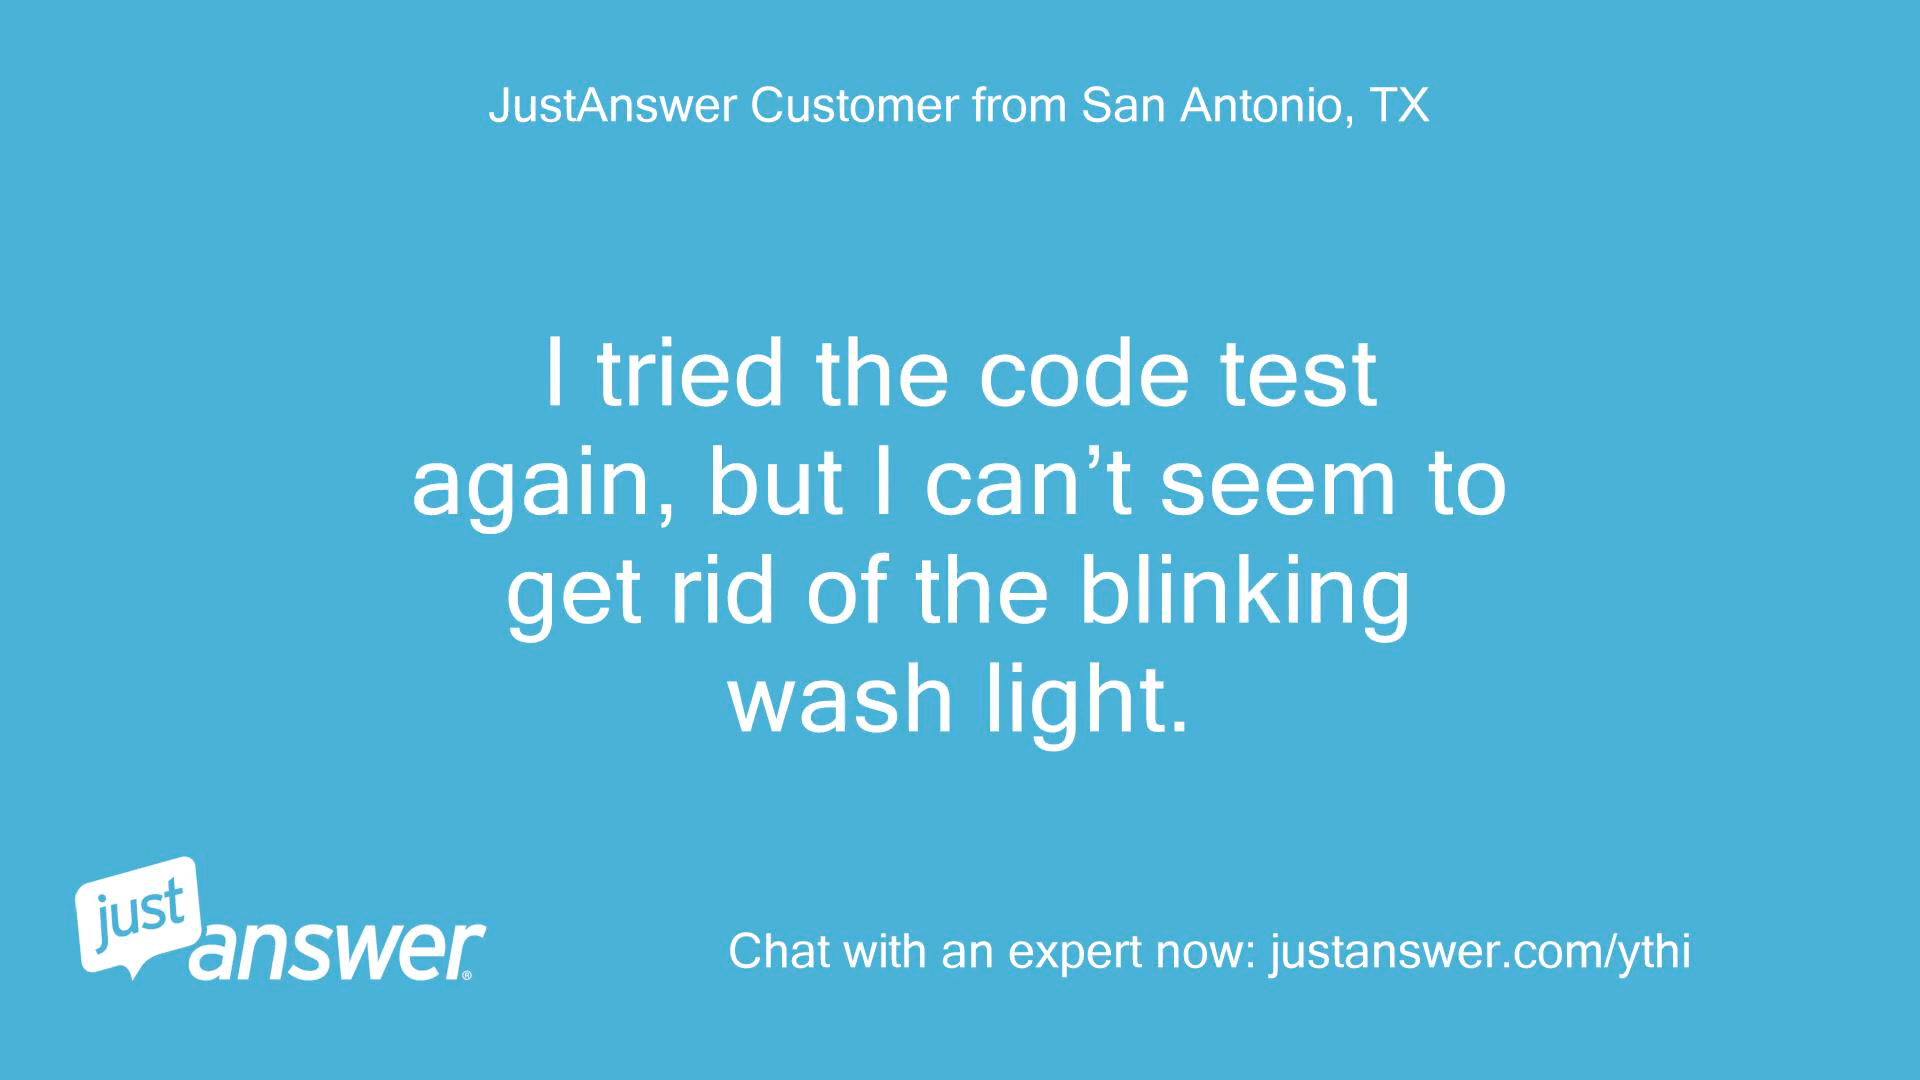 JustAnswer Customer from San Antonio, TX
I tried the code test
again, but I can’t seem to
get rid of the blinking
wash light.
just
answer®
Chat with an expert now: justanswer.com/ythi